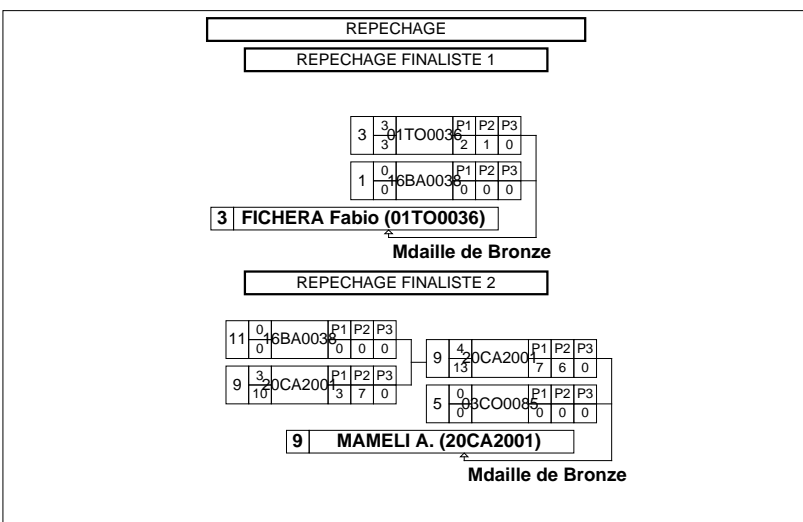 REPECHAGE
REPECHAGE FINALISTE 1
3 3 3 01TO0036 P1 P2 P3 2 1 0
1 0 0 16BA0038 P1 P2 P3 0 0 0
3 FICHERA Fabio (01TO0036)
Mdaille de Bronze
REPECHAGE FINALISTE 2
11 0 0 16BA0038 P1 P2 P3 0 0 0
9 3 10 20CA2001 P1 P2 P3 3 7 0
9 4 13 20CA2001 P1 P2 P3 7 6 0
5 0 0 03CO0085 P1 P2 P3 0 0 0
9 MAMELI A. (20CA2001)
Mdaille de Bronze